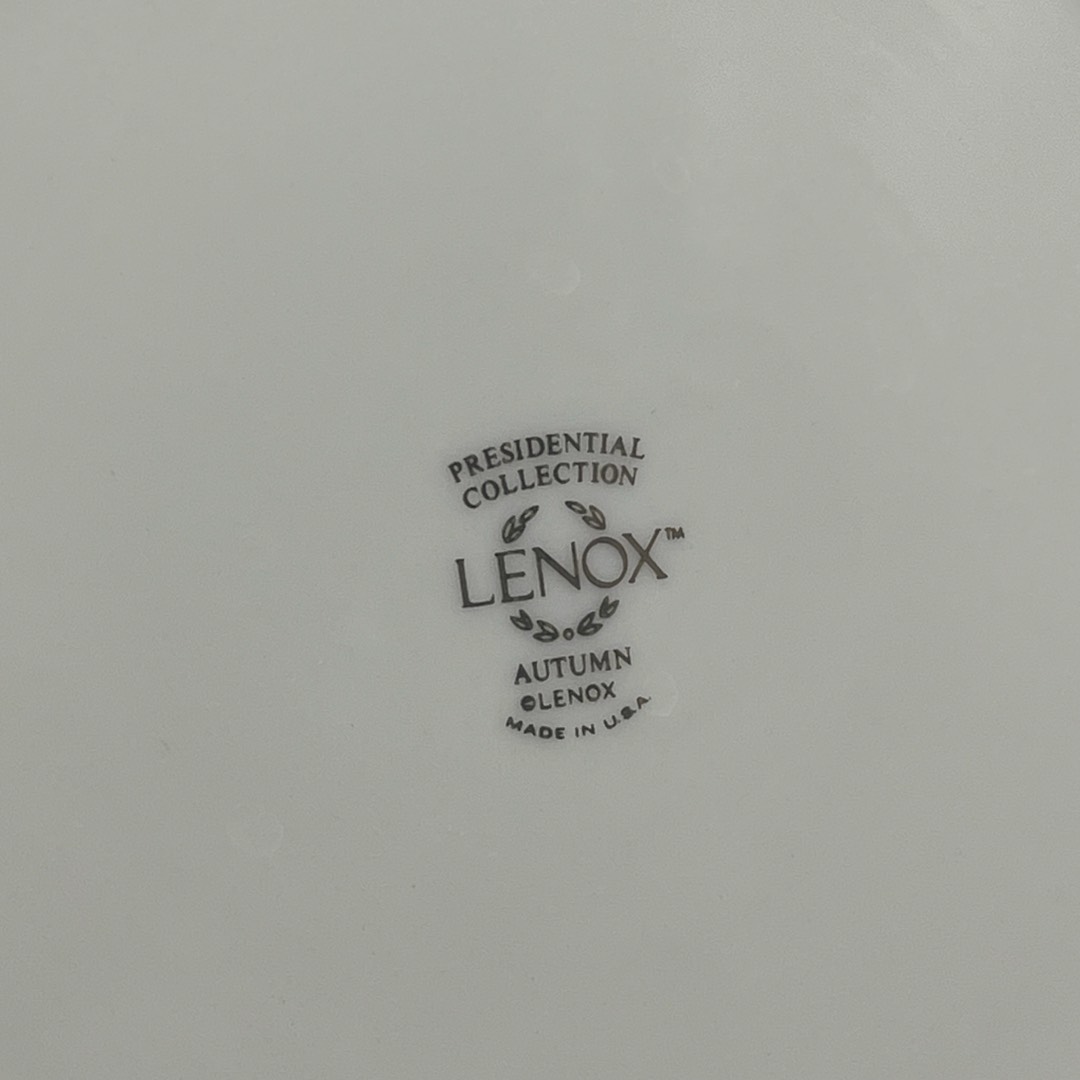 PRESIDENTIAL
COLLECTION
LENOX™
AUTUMN
©LENOX
MADE IN U.S.A.